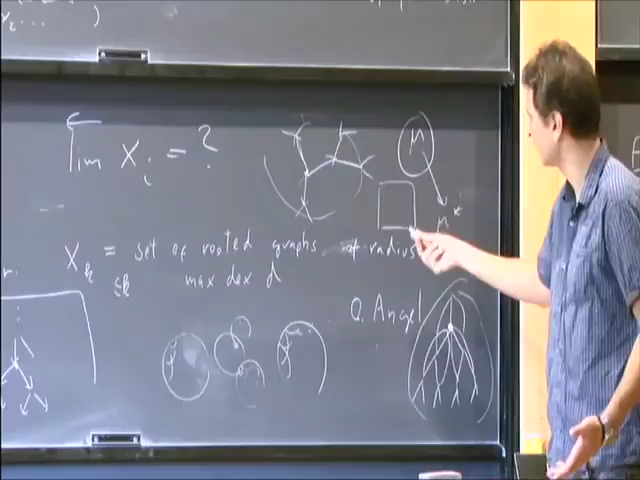 lim X_i = ?
M
X_k = set of rooted graphs of radius
≤k max deg d
O. Angel